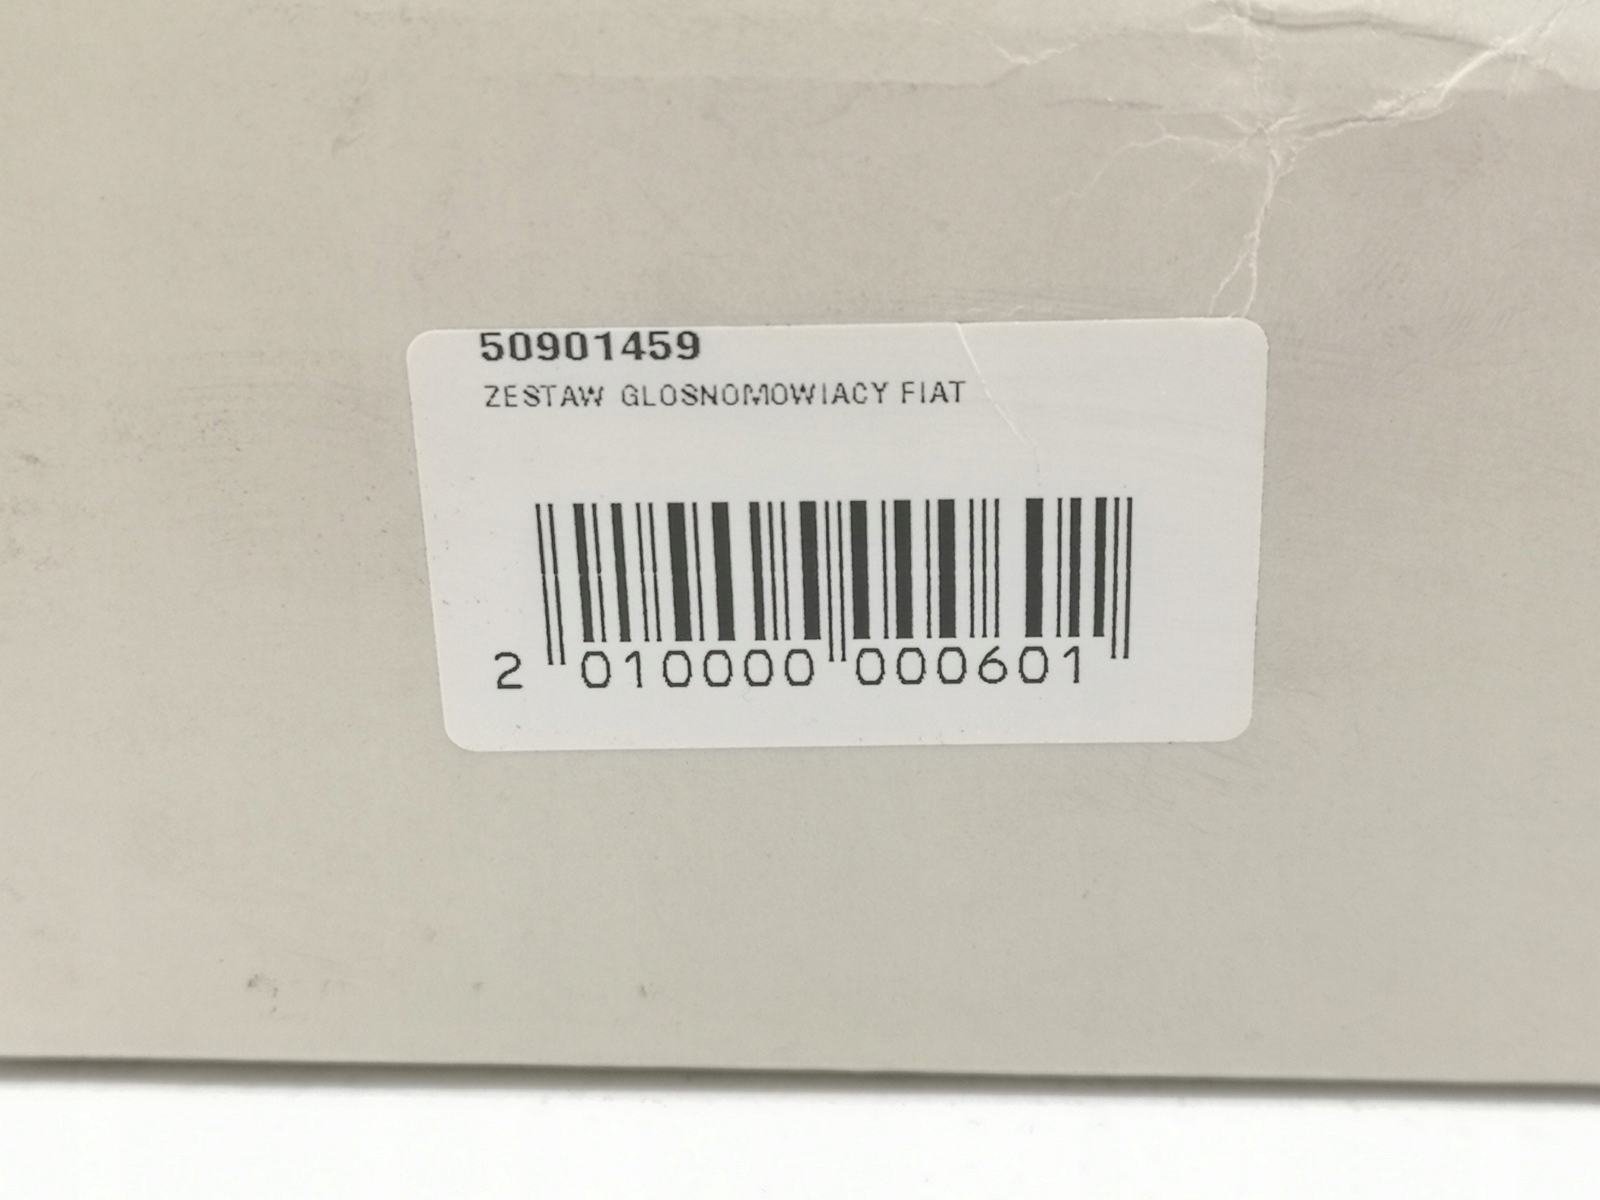 50901459
ZESTAW GLOSNOMOWIACY FIAT
2 010000 000601